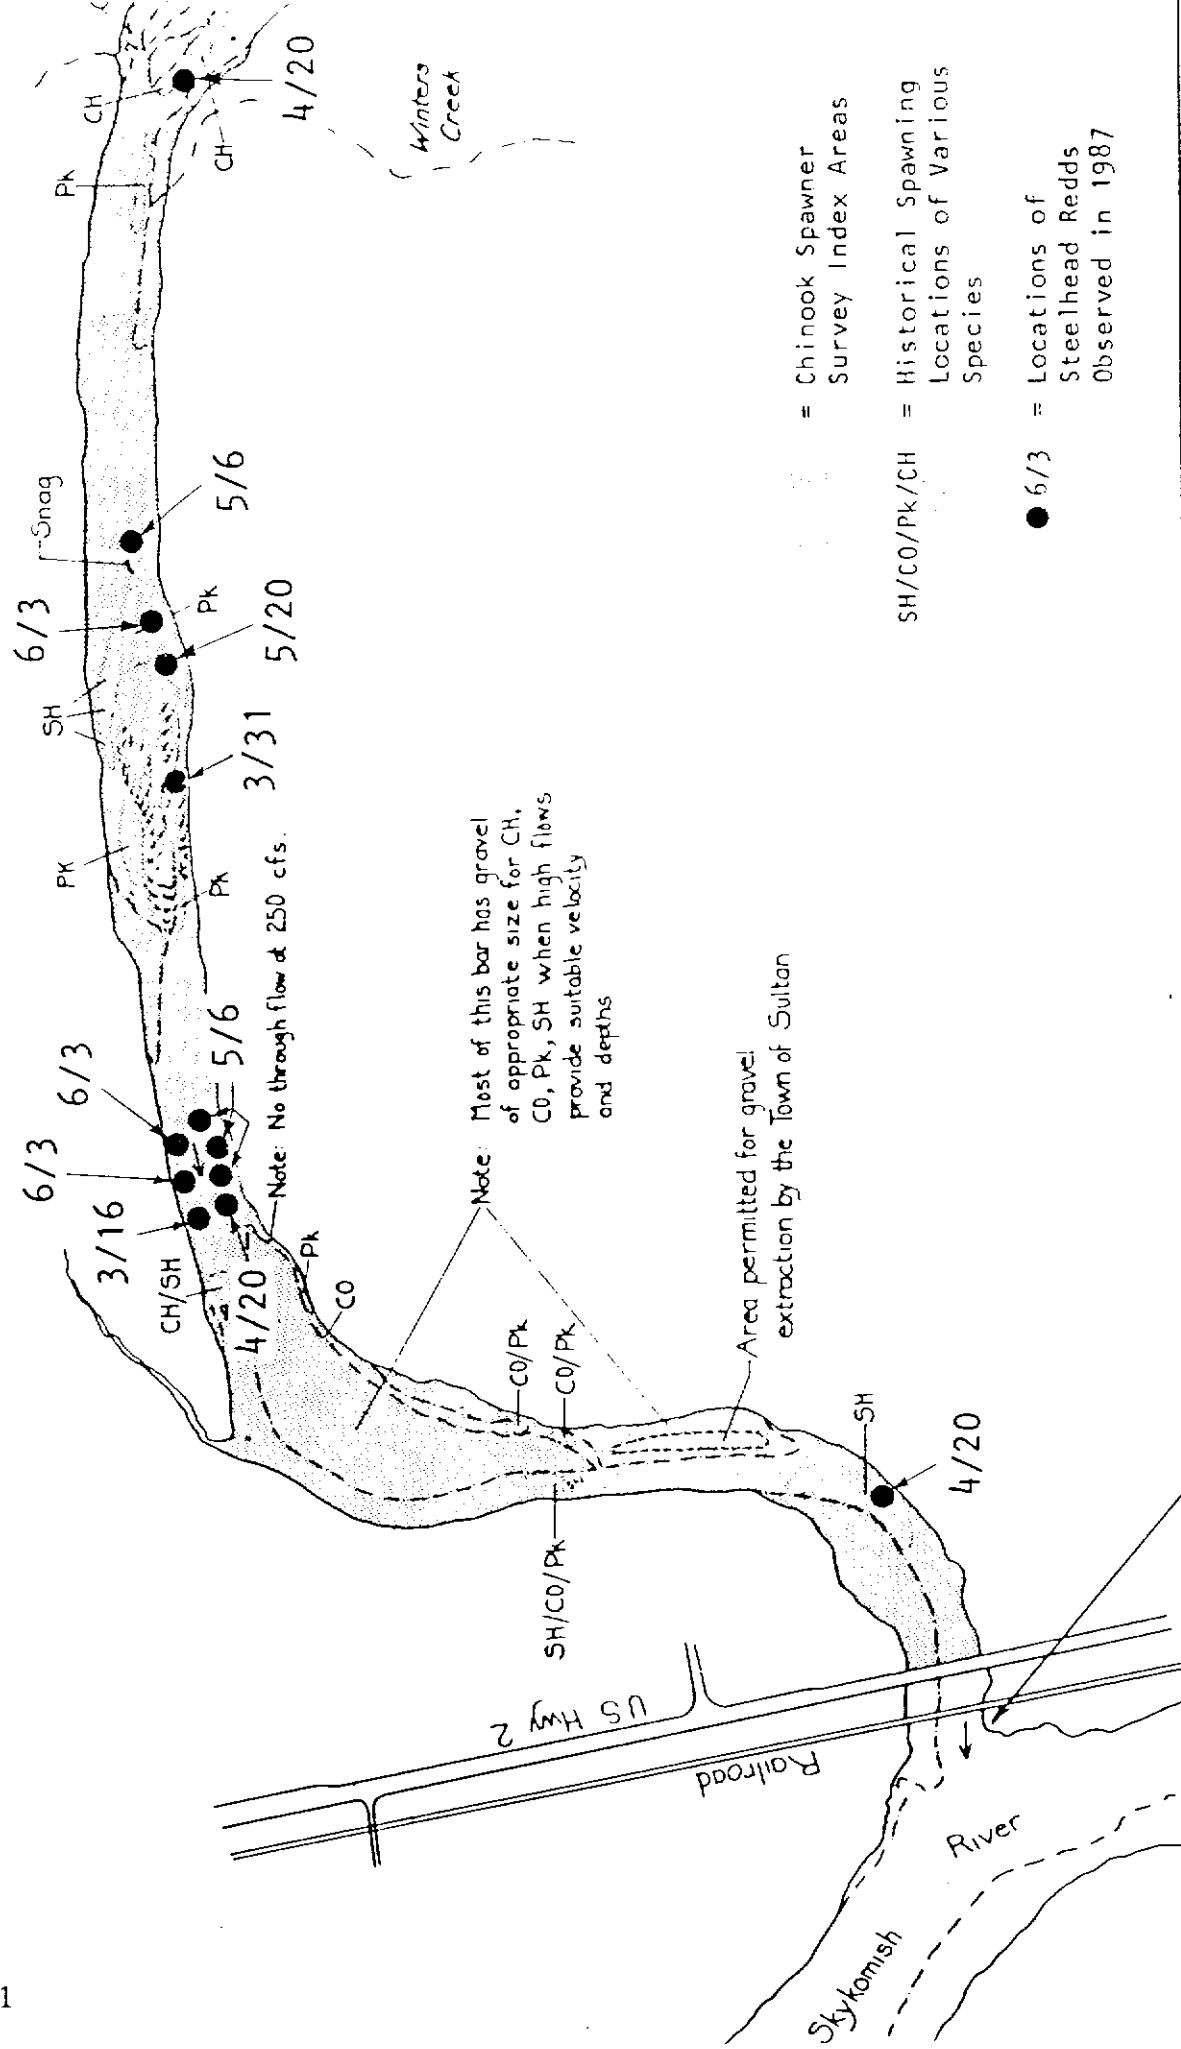 CH
Pk
CH
4/20
Winters
Creek
Snag
5/6
6/3
Pk
5/20
SH
3/31
PK
Pk
Note: No through flow at 250 cfs.
5/6
6/3
6/3
3/16
CH/SH
4/20
Pk
CO
Note: Most of this bar has gravel
of appropriate size for CH,
CO, Pk, SH when high flows
provide suitable velocity
and depths
CO/Pk
CO/Pk
Area permitted for gravel
extraction by the Town of Sultan
SH/CO/Pk
SH
4/20
US Hwy 2
Railroad
Skykomish River
= Chinook Spawner
Survey Index Areas
SH/CO/Pk/CH = Historical Spawning
Locations of Various
Species
6/3 = Locations of
Steelhead Redds
Observed in 1987
1